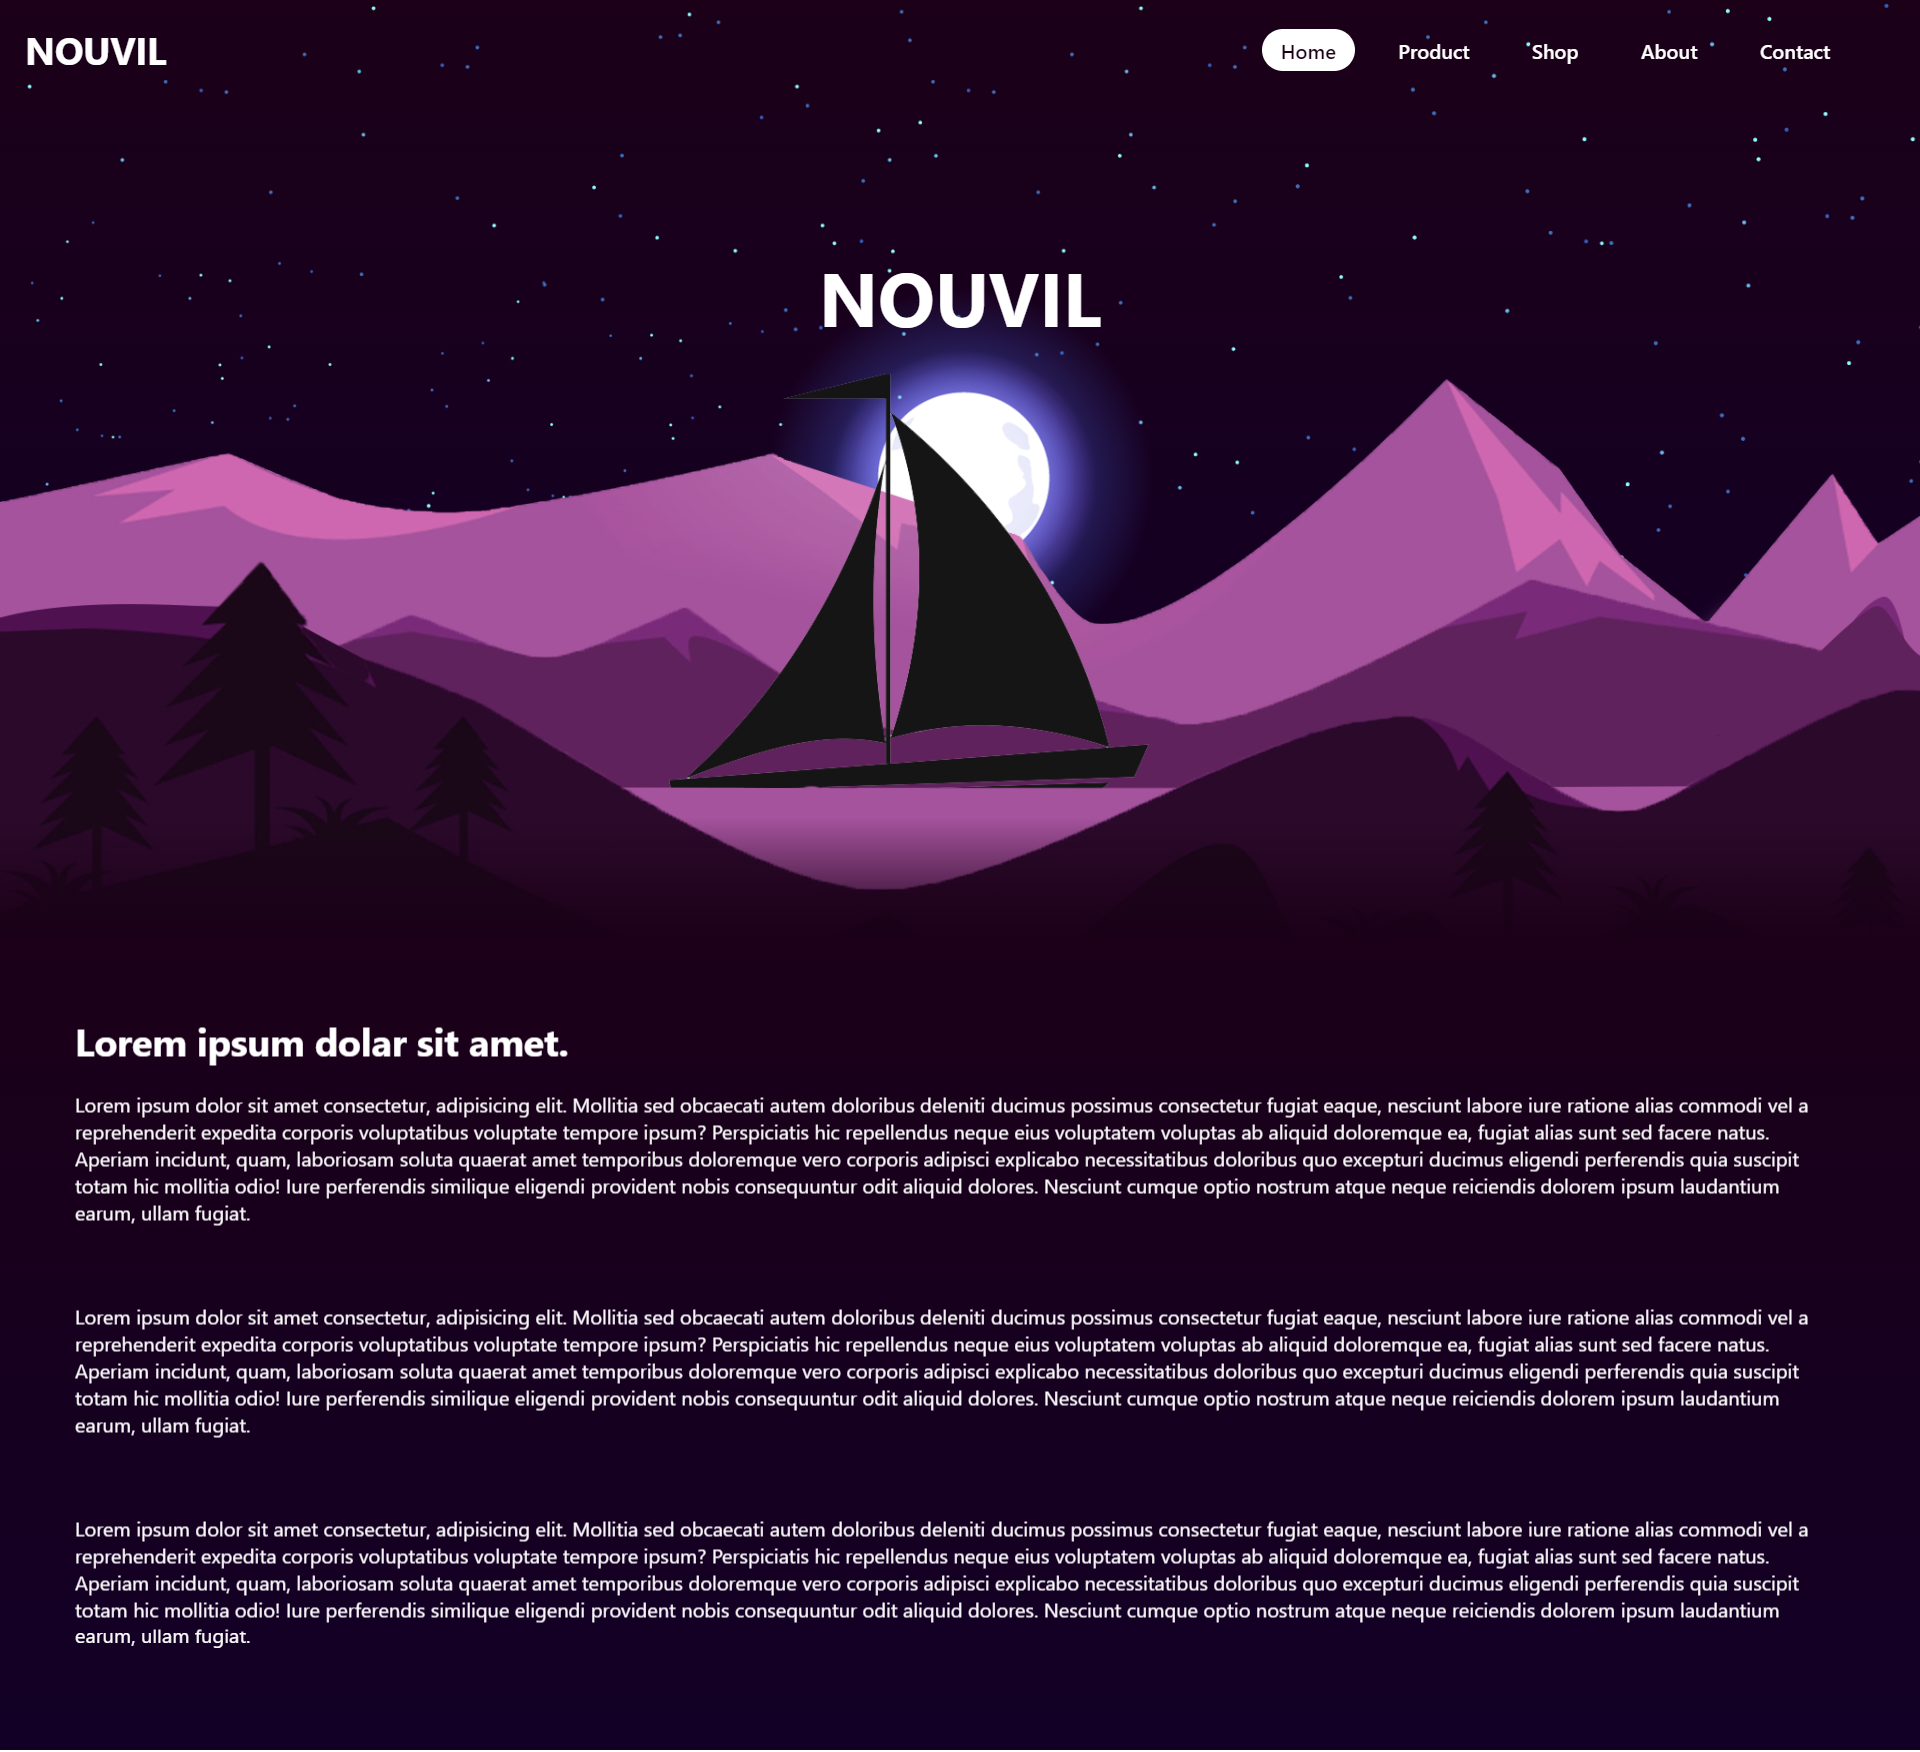 NOUVIL
Home Product Shop About Contact
NOUVIL
Lorem ipsum dolar sit amet.
Lorem ipsum dolor sit amet consectetur, adipisicing elit. Mollitia sed obcaecati autem doloribus deleniti ducimus possimus consectetur fugiat eaque, nesciunt labore iure ratione alias commodi vel a
reprehenderit expedita corporis voluptatibus voluptate tempore ipsum? Perspiciatis hic repellendus neque eius voluptatem voluptas ab aliquid doloremque ea, fugiat alias sunt sed facere natus.
Aperiam incidunt, quam, laboriosam soluta quaerat amet temporibus doloremque vero corporis adipisci explicabo necessitatibus doloribus quo excepturi ducimus eligendi perferendis quia suscipit
totam hic mollitia odio! Iure perferendis similique eligendi provident nobis consequuntur odit aliquid dolores. Nesciunt cumque optio nostrum atque neque reiciendis dolorem ipsum laudantium
earum, ullam fugiat.
Lorem ipsum dolor sit amet consectetur, adipisicing elit. Mollitia sed obcaecati autem doloribus deleniti ducimus possimus consectetur fugiat eaque, nesciunt labore iure ratione alias commodi vel a
reprehenderit expedita corporis voluptatibus voluptate tempore ipsum? Perspiciatis hic repellendus neque eius voluptatem voluptas ab aliquid doloremque ea, fugiat alias sunt sed facere natus.
Aperiam incidunt, quam, laboriosam soluta quaerat amet temporibus doloremque vero corporis adipisci explicabo necessitatibus doloribus quo excepturi ducimus eligendi perferendis quia suscipit
totam hic mollitia odio! Iure perferendis similique eligendi provident nobis consequuntur odit aliquid dolores. Nesciunt cumque optio nostrum atque neque reiciendis dolorem ipsum laudantium
earum, ullam fugiat.
Lorem ipsum dolor sit amet consectetur, adipisicing elit. Mollitia sed obcaecati autem doloribus deleniti ducimus possimus consectetur fugiat eaque, nesciunt labore iure ratione alias commodi vel a
reprehenderit expedita corporis voluptatibus voluptate tempore ipsum? Perspiciatis hic repellendus neque eius voluptatem voluptas ab aliquid doloremque ea, fugiat alias sunt sed facere natus.
Aperiam incidunt, quam, laboriosam soluta quaerat amet temporibus doloremque vero corporis adipisci explicabo necessitatibus doloribus quo excepturi ducimus eligendi perferendis quia suscipit
totam hic mollitia odio! Iure perferendis similique eligendi provident nobis consequuntur odit aliquid dolores. Nesciunt cumque optio nostrum atque neque reiciendis dolorem ipsum laudantium
earum, ullam fugiat.